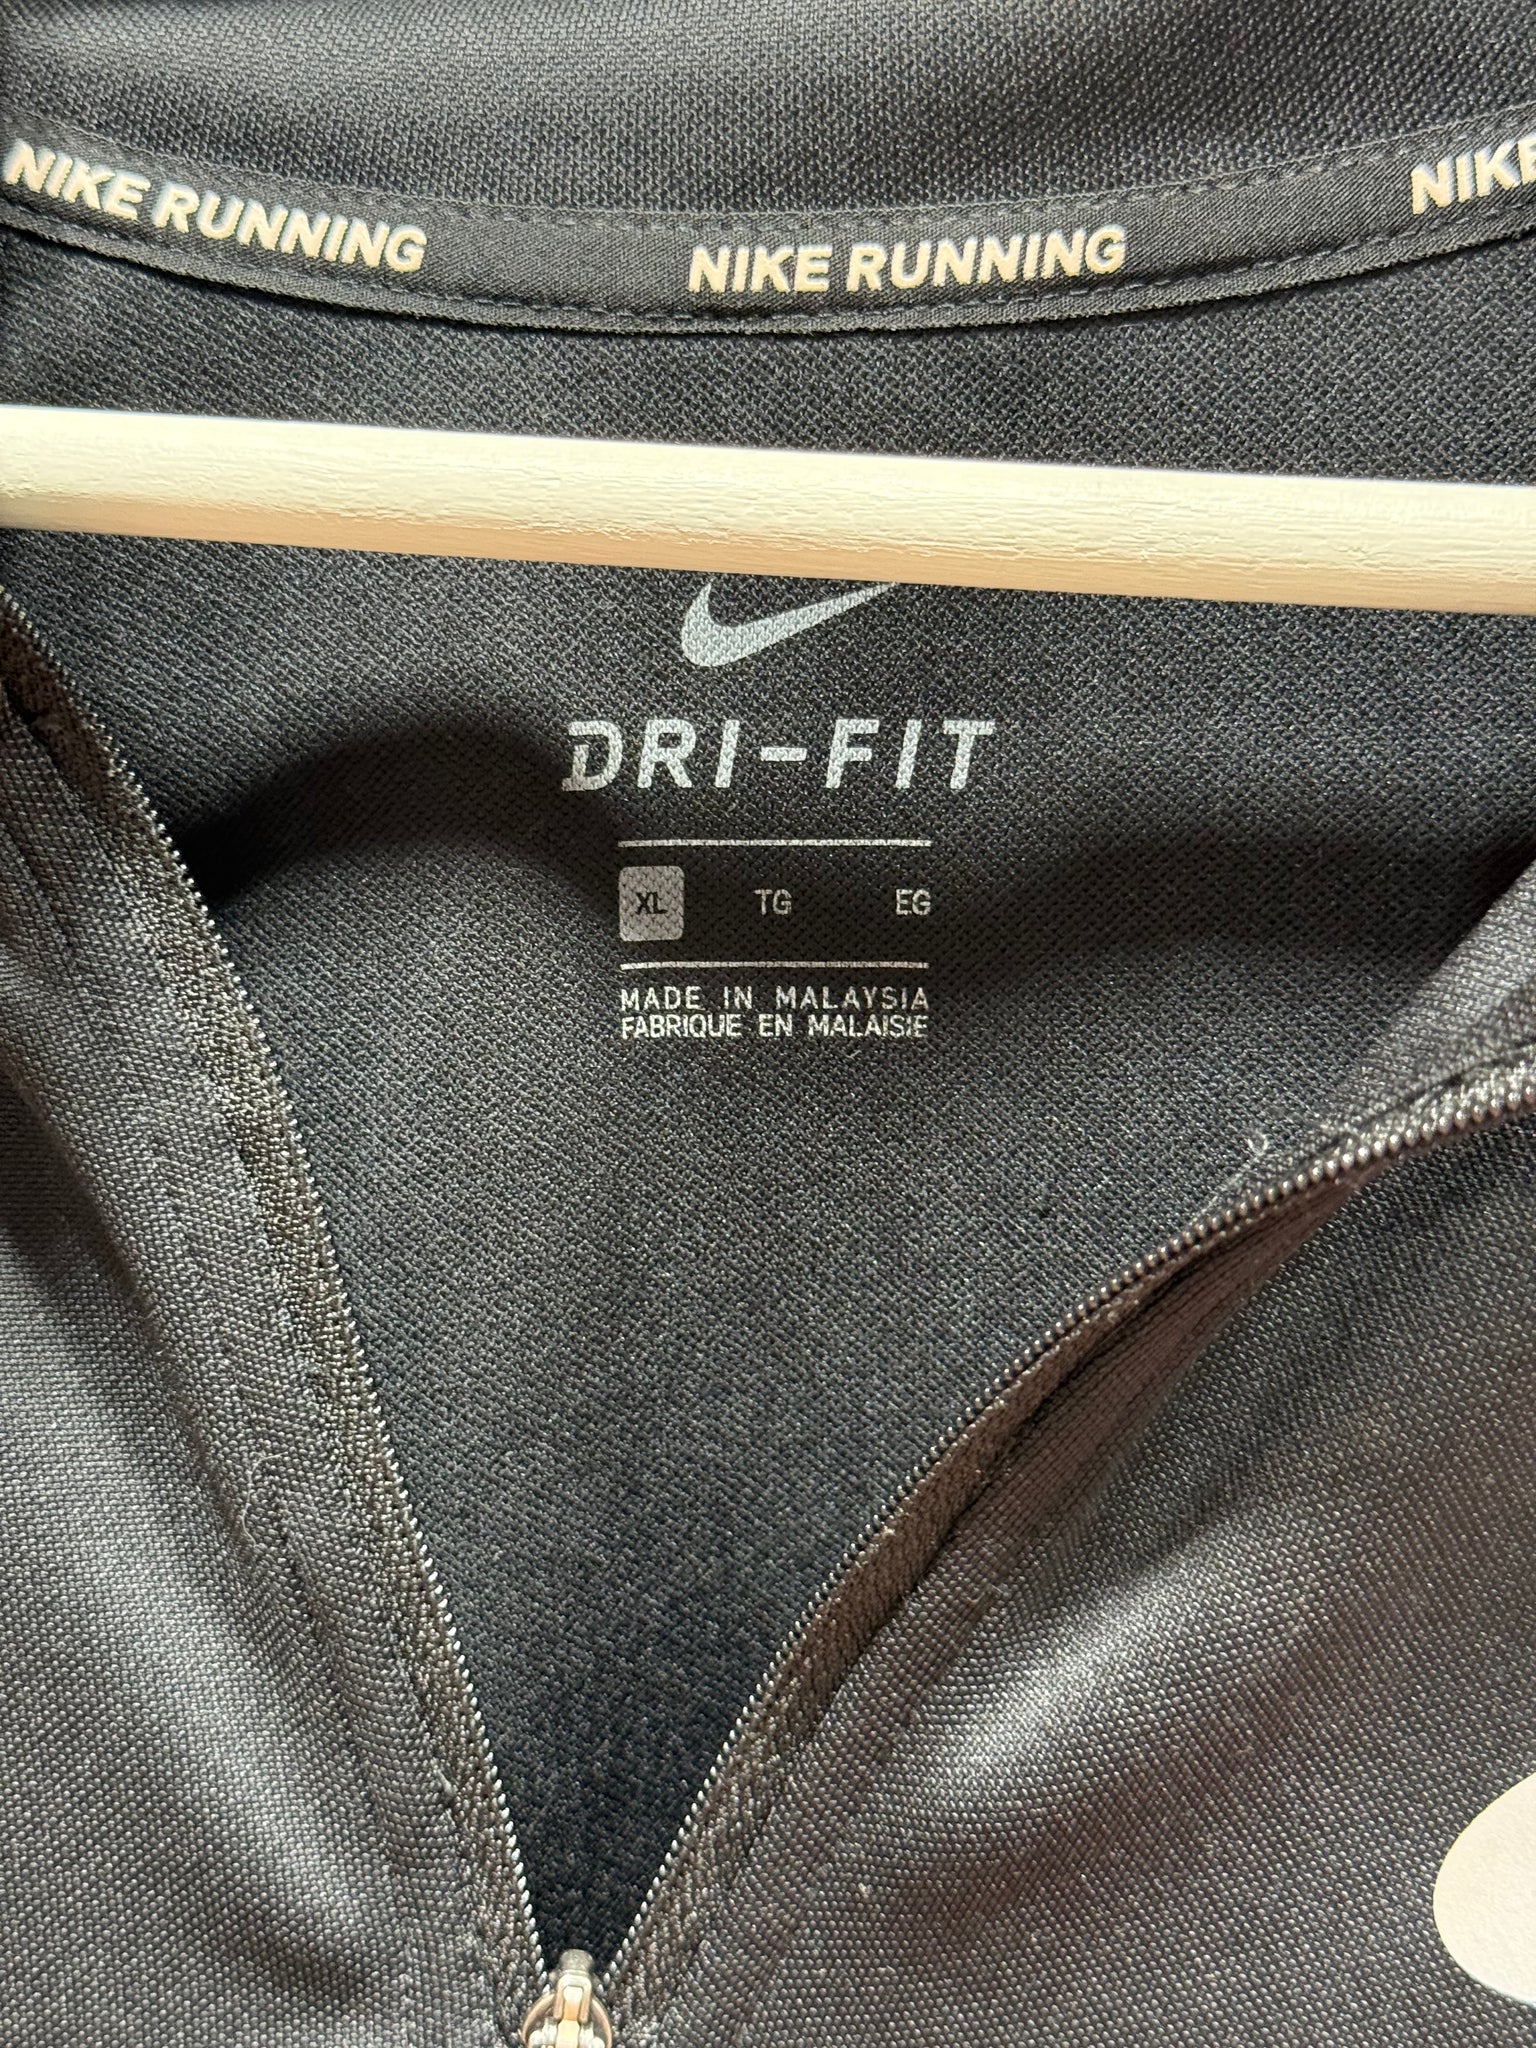 NIKE RUNNING NIKE RUNNING NIKE
DRI-FIT
XL TG EG
MADE IN MALAYSIA
FABRIQUE EN MALAISIE